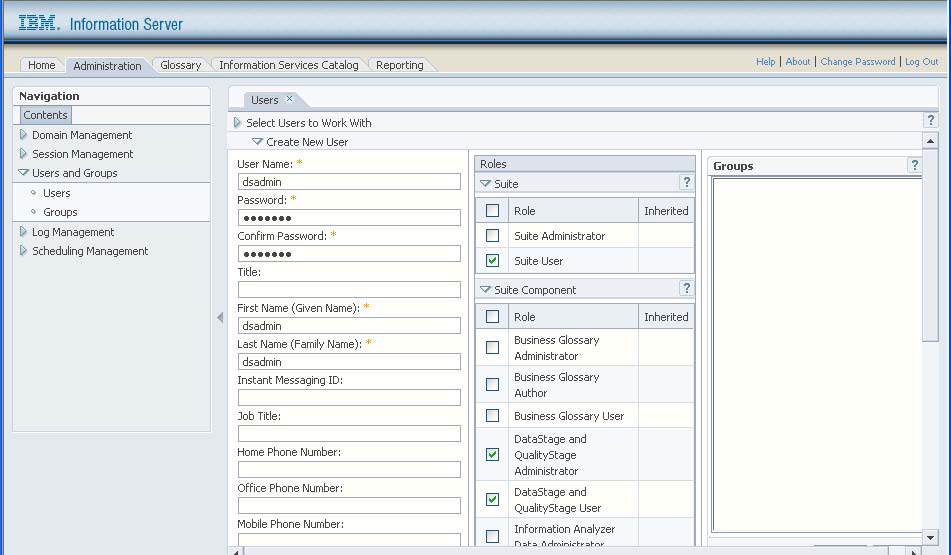 IBM. Information Server
Home Administration Glossary Information Services Catalog Reporting
Help | About | Change Password | Log Out
Navigation
Contents
Domain Management
Session Management
Users and Groups
Users
Groups
Log Management
Scheduling Management
Users
Select Users to Work With
?
Create New User
User Name: *
dsadmin
Password: *
●●●●●●●
Confirm Password: *
●●●●●●●
Title:
First Name (Given Name): *
dsadmin
Last Name (Family Name): *
dsadmin
Instant Messaging ID:
Job Title:
Home Phone Number:
Office Phone Number:
Mobile Phone Number:
Roles
Suite
?
Role Inherited
Suite Administrator
Suite User
Suite Component
?
Role Inherited
Business Glossary
Administrator
Business Glossary
Author
Business Glossary User
DataStage and
QualityStage
Administrator
DataStage and
QualityStage User
Information Analyzer
Data Administrator
Groups
?